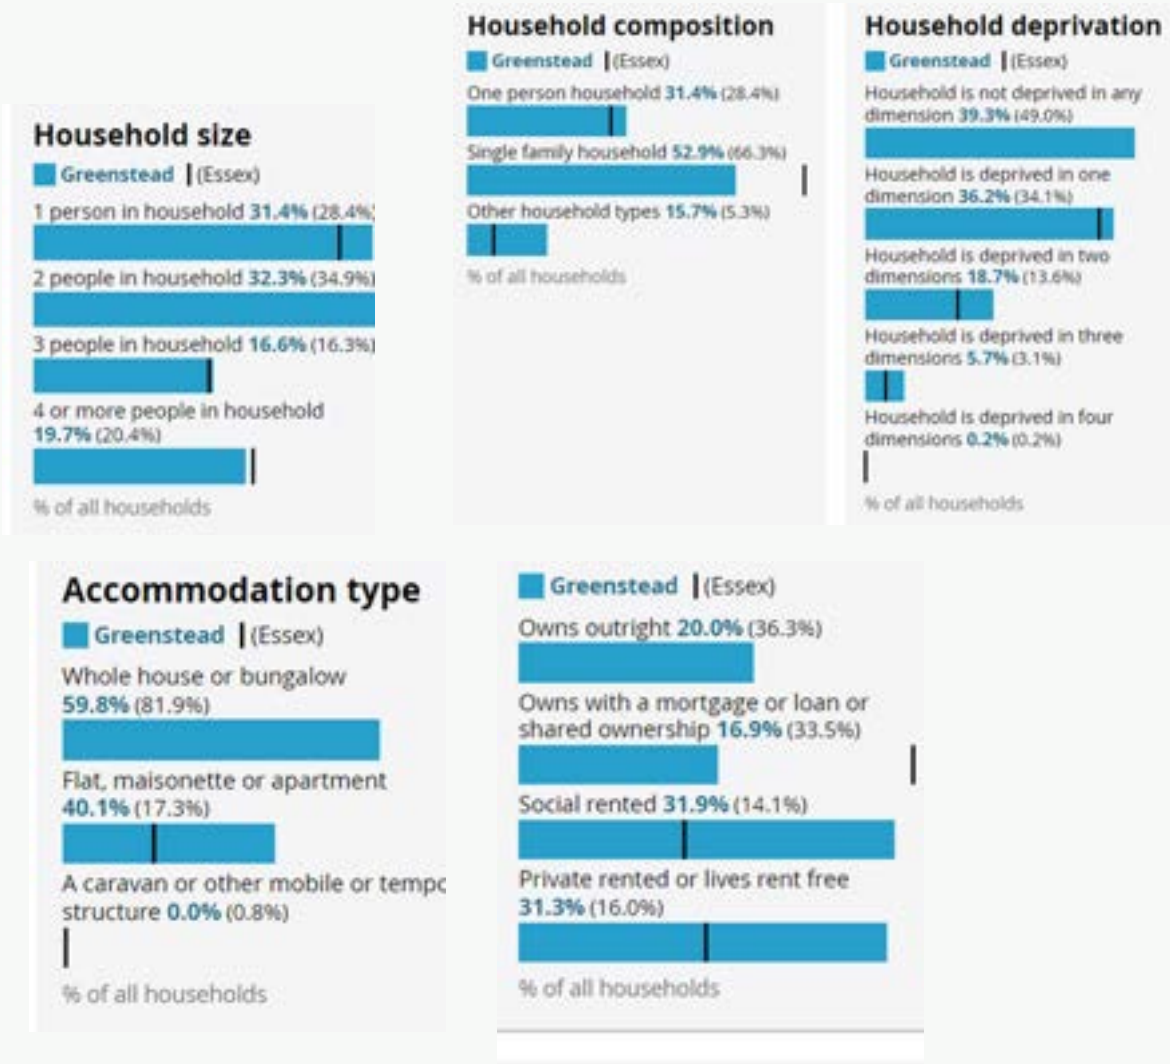 Household size
Greenstead (Essex)
1 person in household 31.4% (28.4%
2 people in household 32.3% (34.9%)
3 people in household 16.6% (16.3%)
4 or more people in household
19.7% (20.4%)
% of all households
Household composition
Greenstead (Essex)
One person household 31.4% (28.4%)
Single family household 52.9% (66.3%)
Other household types 15.7% (5.3%)
% of all households
Household deprivation
Greenstead (Essex)
Household is not deprived in any
dimension 39.3% (49.0%)
Household is deprived in one
dimension 36.2% (34.1%)
Household is deprived in two
dimensions 18.7% (13.6%)
Household is deprived in three
dimensions 5.7% (3.1%)
Household is deprived in four
dimensions 0.2% (0.2%)
% of all households
Accommodation type
Greenstead (Essex)
Whole house or bungalow
59.8% (81.9%)
Flat, maisonette or apartment
40.1% (17.3%)
A caravan or other mobile or tempo
structure 0.0% (0.8%)
% of all households
Greenstead (Essex)
Owns outright 20.0% (36.3%)
Owns with a mortgage or loan or
shared ownership 16.9% (33.5%)
Social rented 31.9% (14.1%)
Private rented or lives rent free
31.3% (16.0%)
% of all households